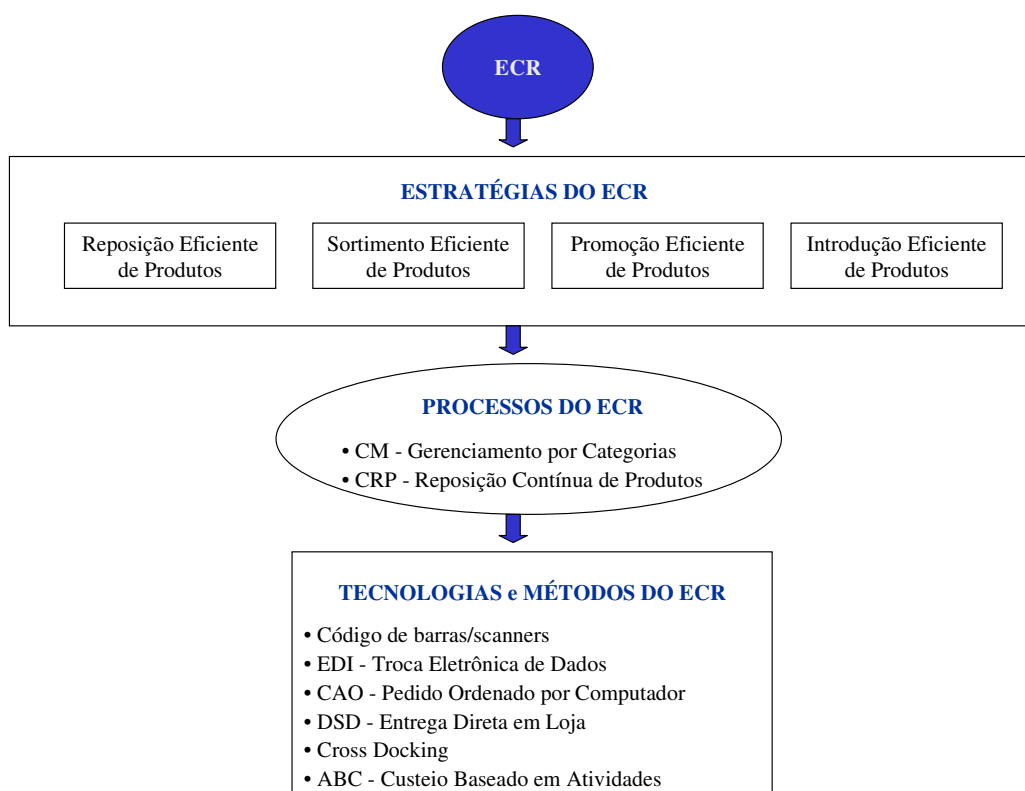 ECR
ESTRATÉGIAS DO ECR
Reposição Eficiente
de Produtos
Sortimento Eficiente
de Produtos
Promoção Eficiente
de Produtos
Introdução Eficiente
de Produtos
PROCESSOS DO ECR
• CM - Gerenciamento por Categorias
• CRP - Reposição Contínua de Produtos
TECNOLOGIAS e MÉTODOS DO ECR
• Código de barras/scanners
• EDI - Troca Eletrônica de Dados
• CAO - Pedido Ordenado por Computador
• DSD - Entrega Direta em Loja
• Cross Docking
• ABC - Custeio Baseado em Atividades